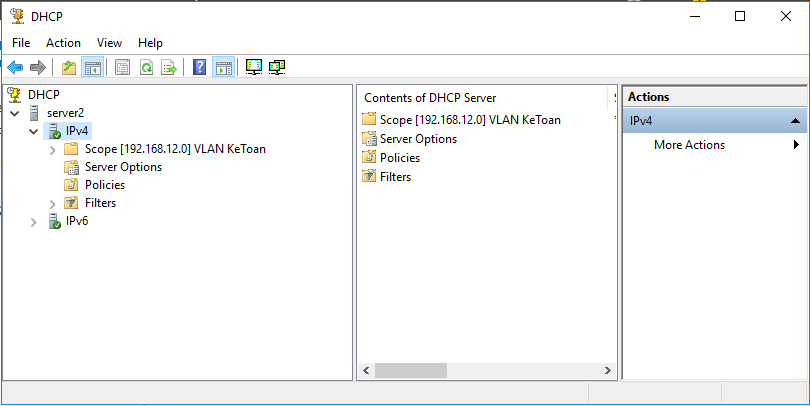 DHCP
File Action View Help
DHCP
server2
IPv4
Scope [192.168.12.0] VLAN KeToan
Server Options
Policies
Filters
IPv6
Contents of DHCP Server
Scope [192.168.12.0] VLAN KeToan
Server Options
Policies
Filters
Actions
IPv4
More Actions